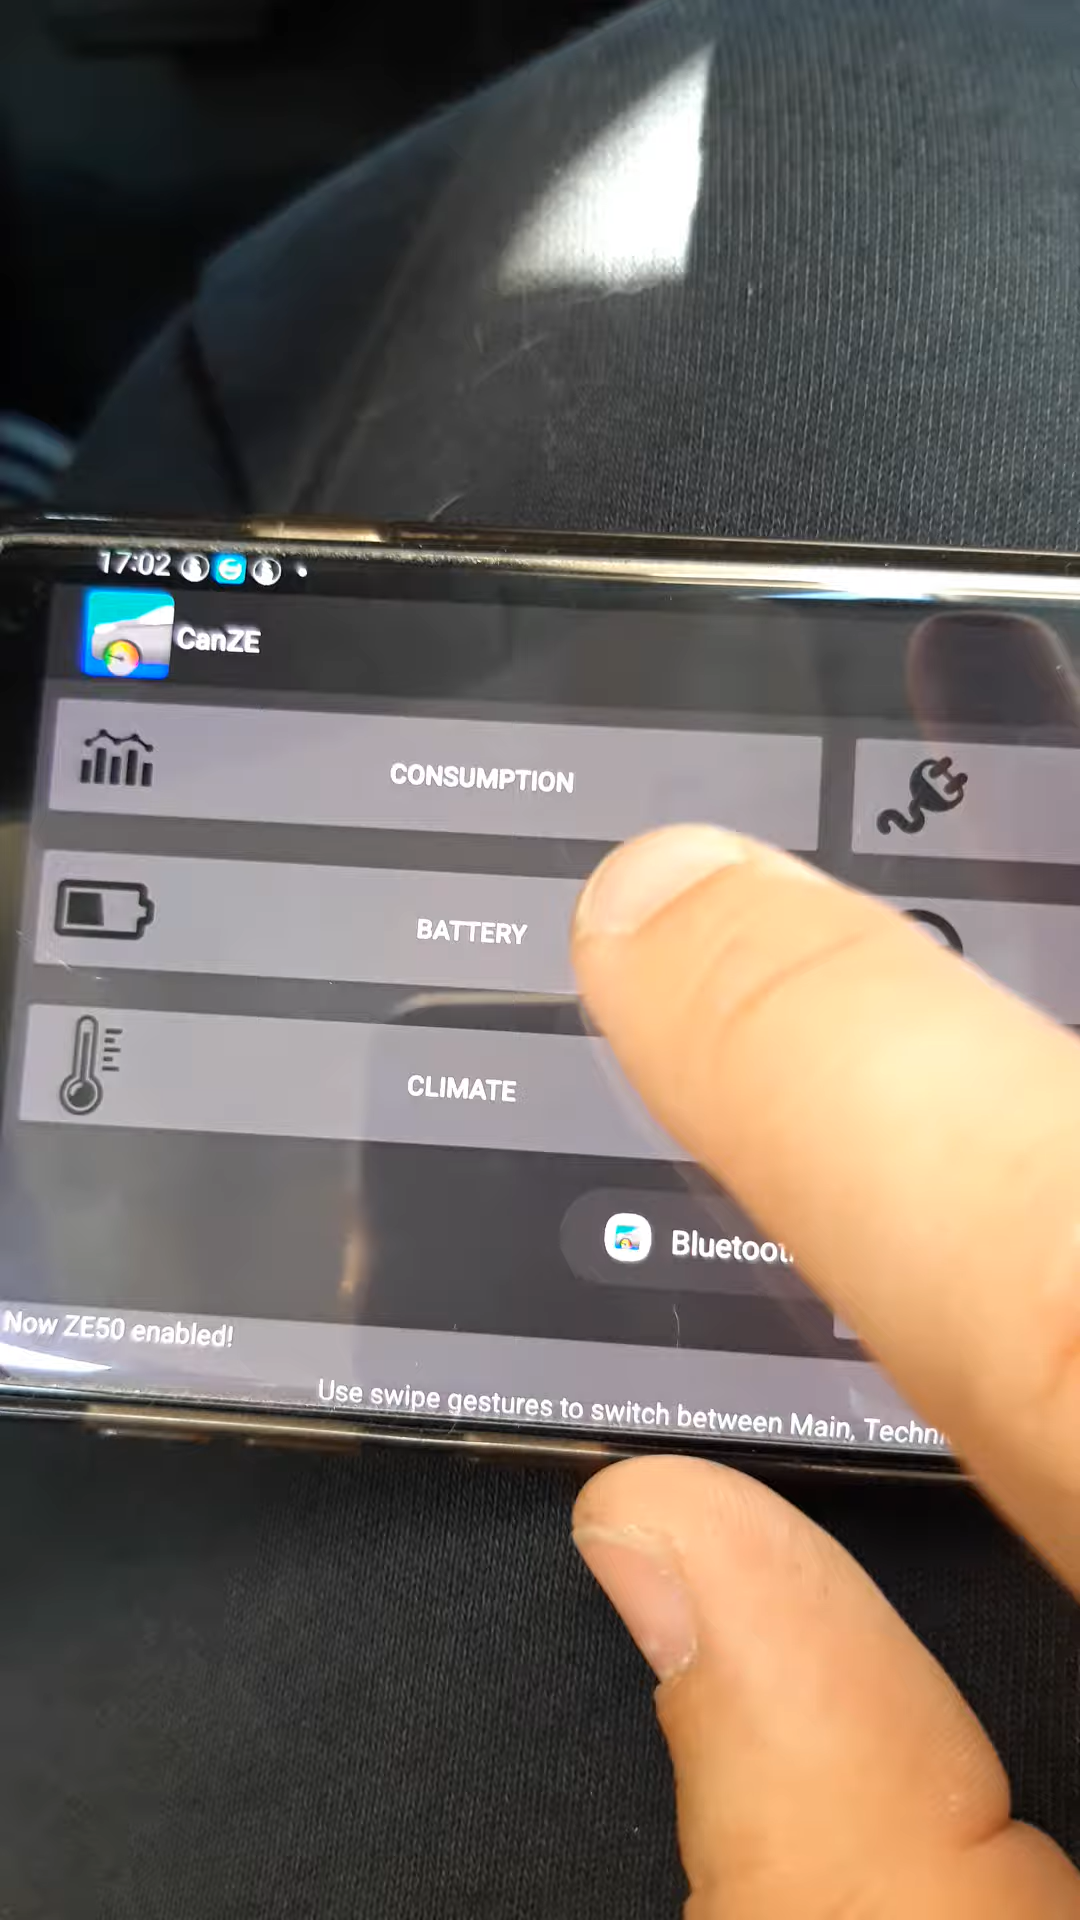 17:02
CanZE
CONSUMPTION
BATTERY
CLIMATE
Now ZE50 enabled!
Use swipe gestures to switch between Main,